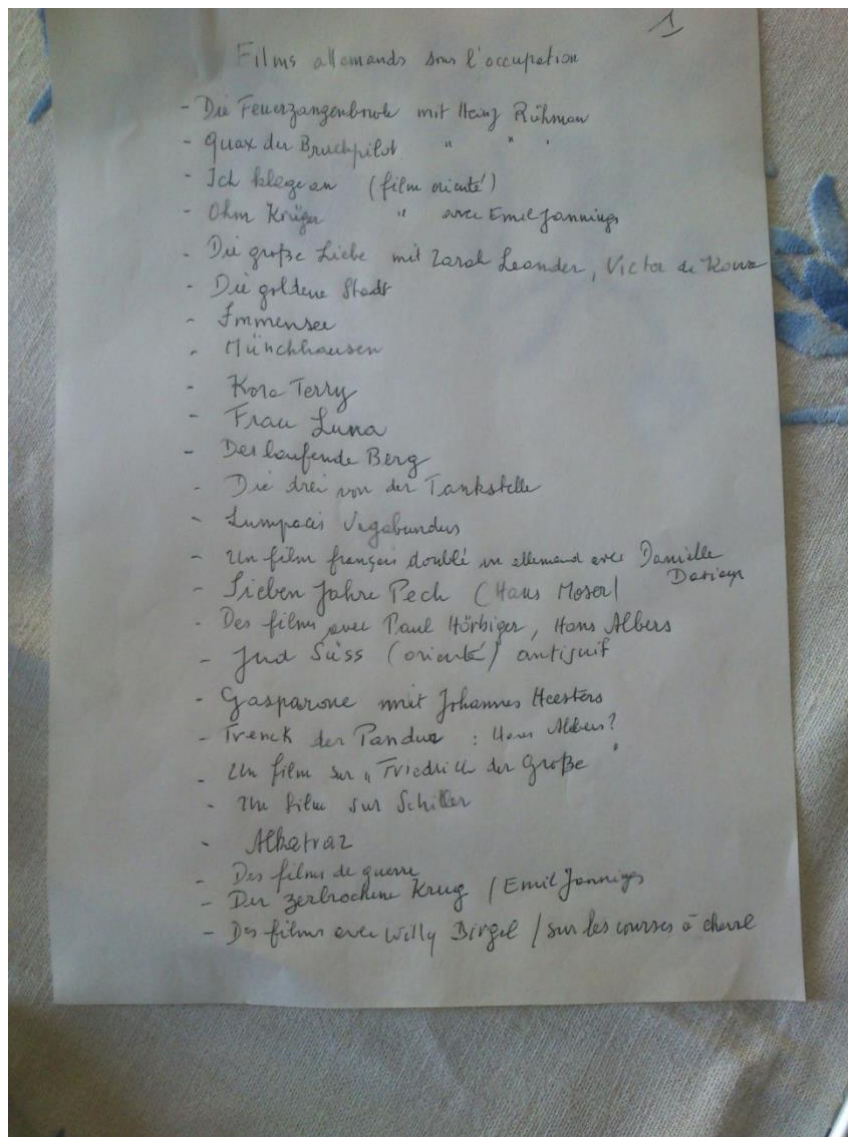 1
Films allemands sous l'occupation
- Die Feuerzangenbowle mit Heinz Rühman
- Quax der Bruchpilot " " "
- Ich klage an (film orienté)
- Ohm Krüger " avec Emil Jannings
- Die große Liebe mit Zarah Leander, Victor de Kowa
- Die goldene Stadt
- Immensee
- Münchhausen
- Kora Terry
- Frau Luna
- Der laufende Berg
- Die drei von der Tankstelle
- Lumpaci Vagabundus
- Un film français doublé en allemand avec Danielle
Darieux
- Sieben Jahre Pech (Hans Moser)
- Des films avec Paul Hörbiger, Hans Albers
- Jud Süss (orienté) antijuif
- Gasparone mit Johannes Heesters
- Trenck der Pandur : Hans Albers?
- Un film sur "Friedrich der Große"
- Un film sur Schiller
- Alkatraz
- Des films de guerre
- Der zerbrochene Krug / Emil Jannigs
- Des films avec Willy Birgel / sur les courses à cheval